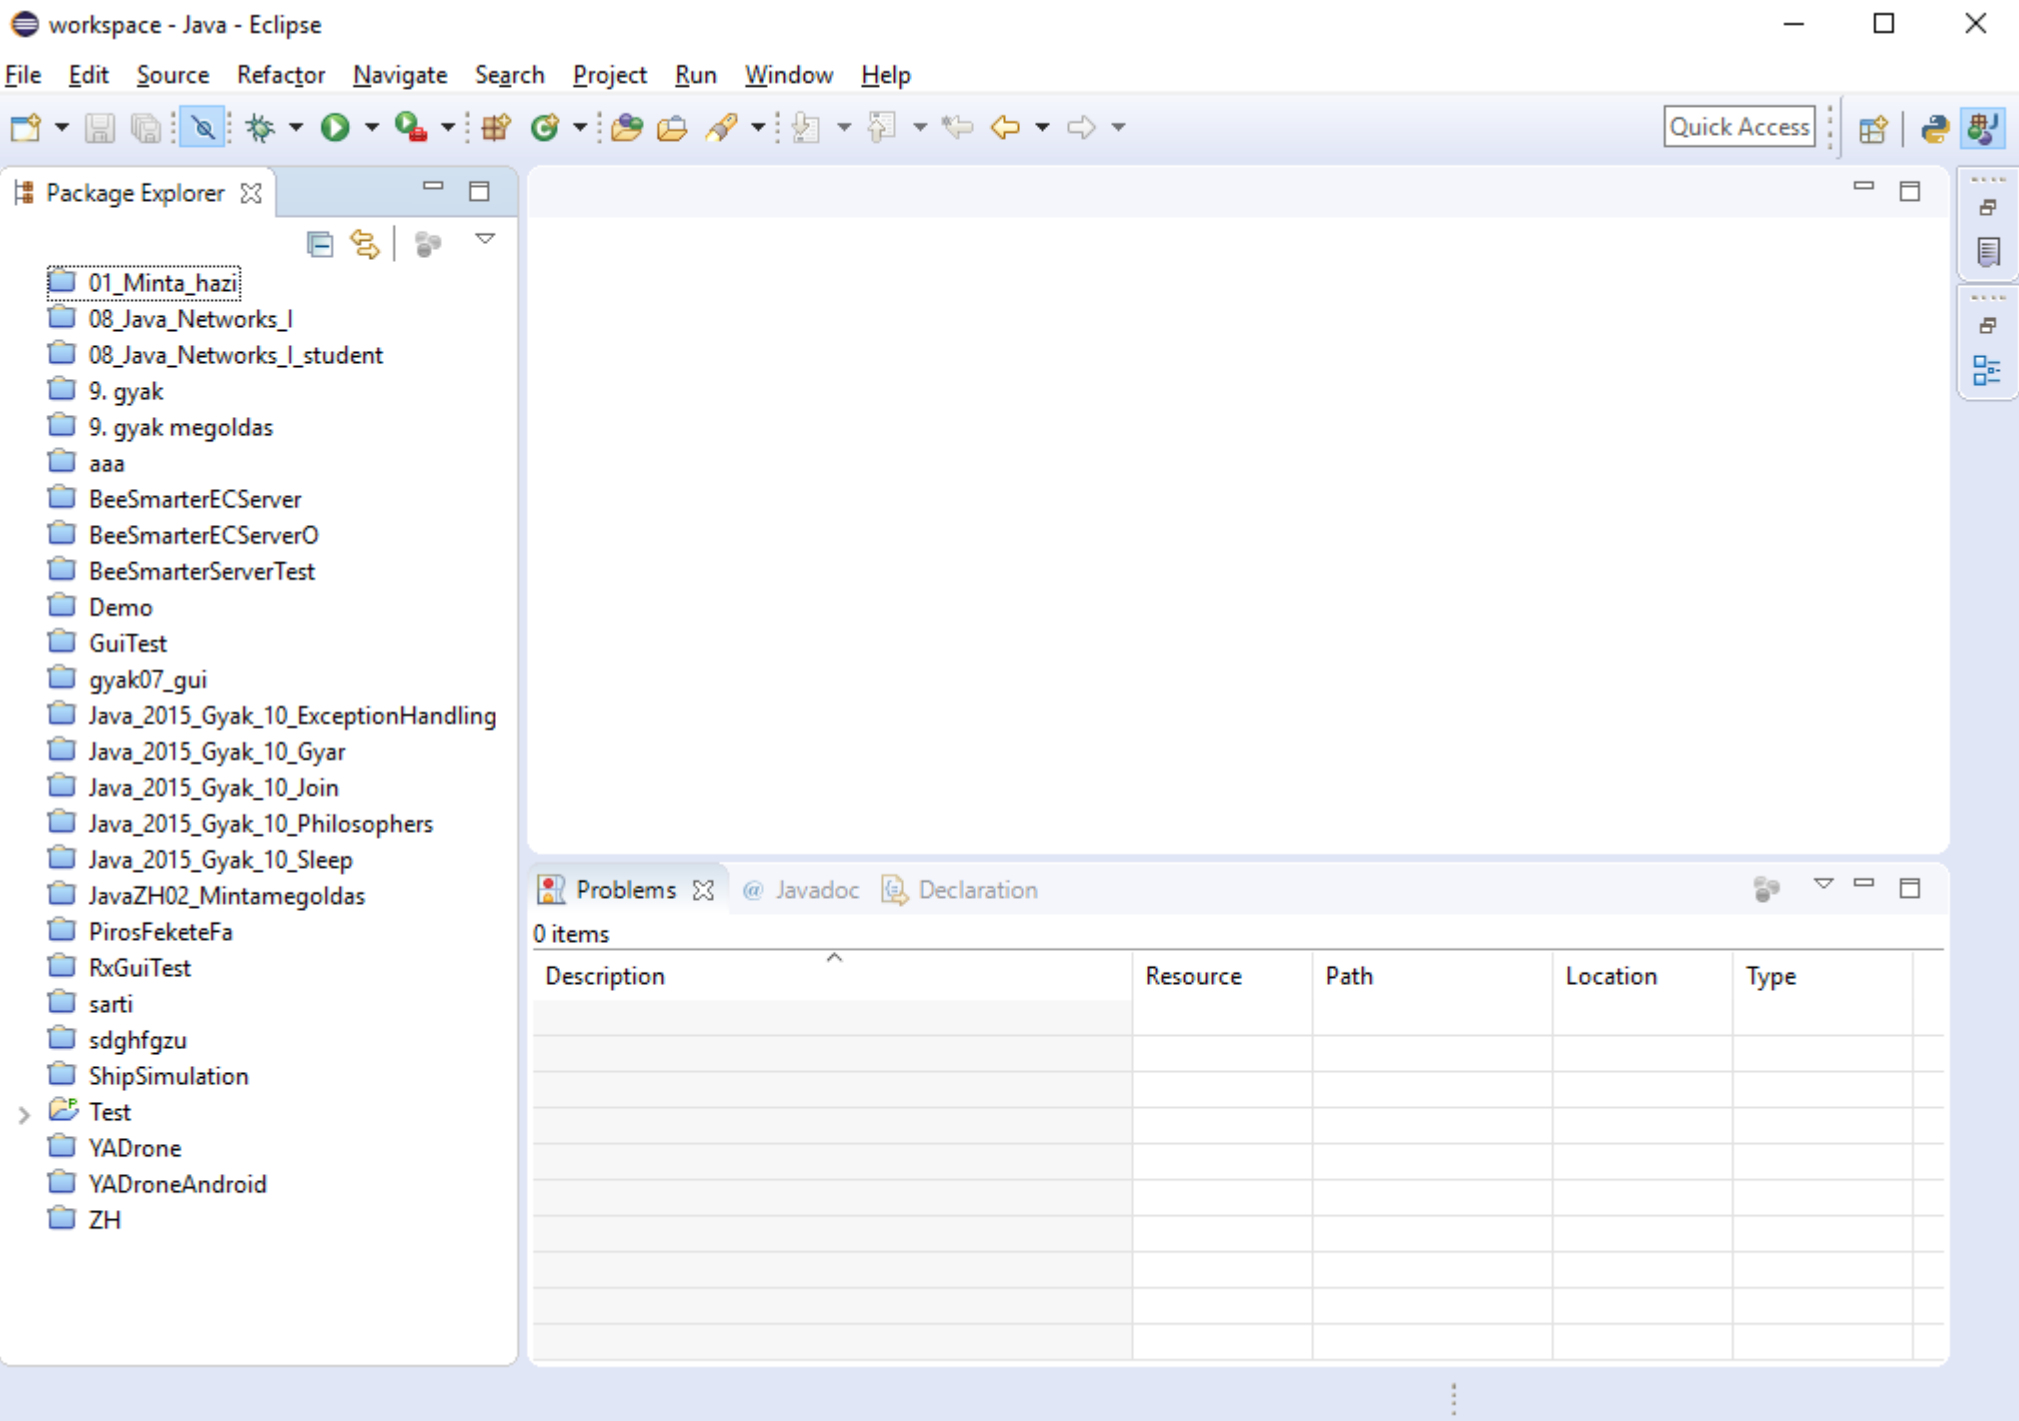 workspace - Java - Eclipse
File Edit Source Refactor Navigate Search Project Run Window Help
Quick Access
Package Explorer
01_Minta_hazi
08_Java_Networks_I
08_Java_Networks_I_student
9. gyak
9. gyak megoldas
aaa
BeeSmarterECServer
BeeSmarterECServerO
BeeSmarterServerTest
Demo
GuiTest
gyak07_gui
Java_2015_Gyak_10_ExceptionHandling
Java_2015_Gyak_10_Gyar
Java_2015_Gyak_10_Join
Java_2015_Gyak_10_Philosophers
Java_2015_Gyak_10_Sleep
JavaZH02_Mintamegoldas
PirosFeketeFa
RxGuiTest
sarti
sdghfgzu
ShipSimulation
Test
YADrone
YADroneAndroid
ZH
Problems @ Javadoc Declaration
0 items
Description Resource Path Location Type